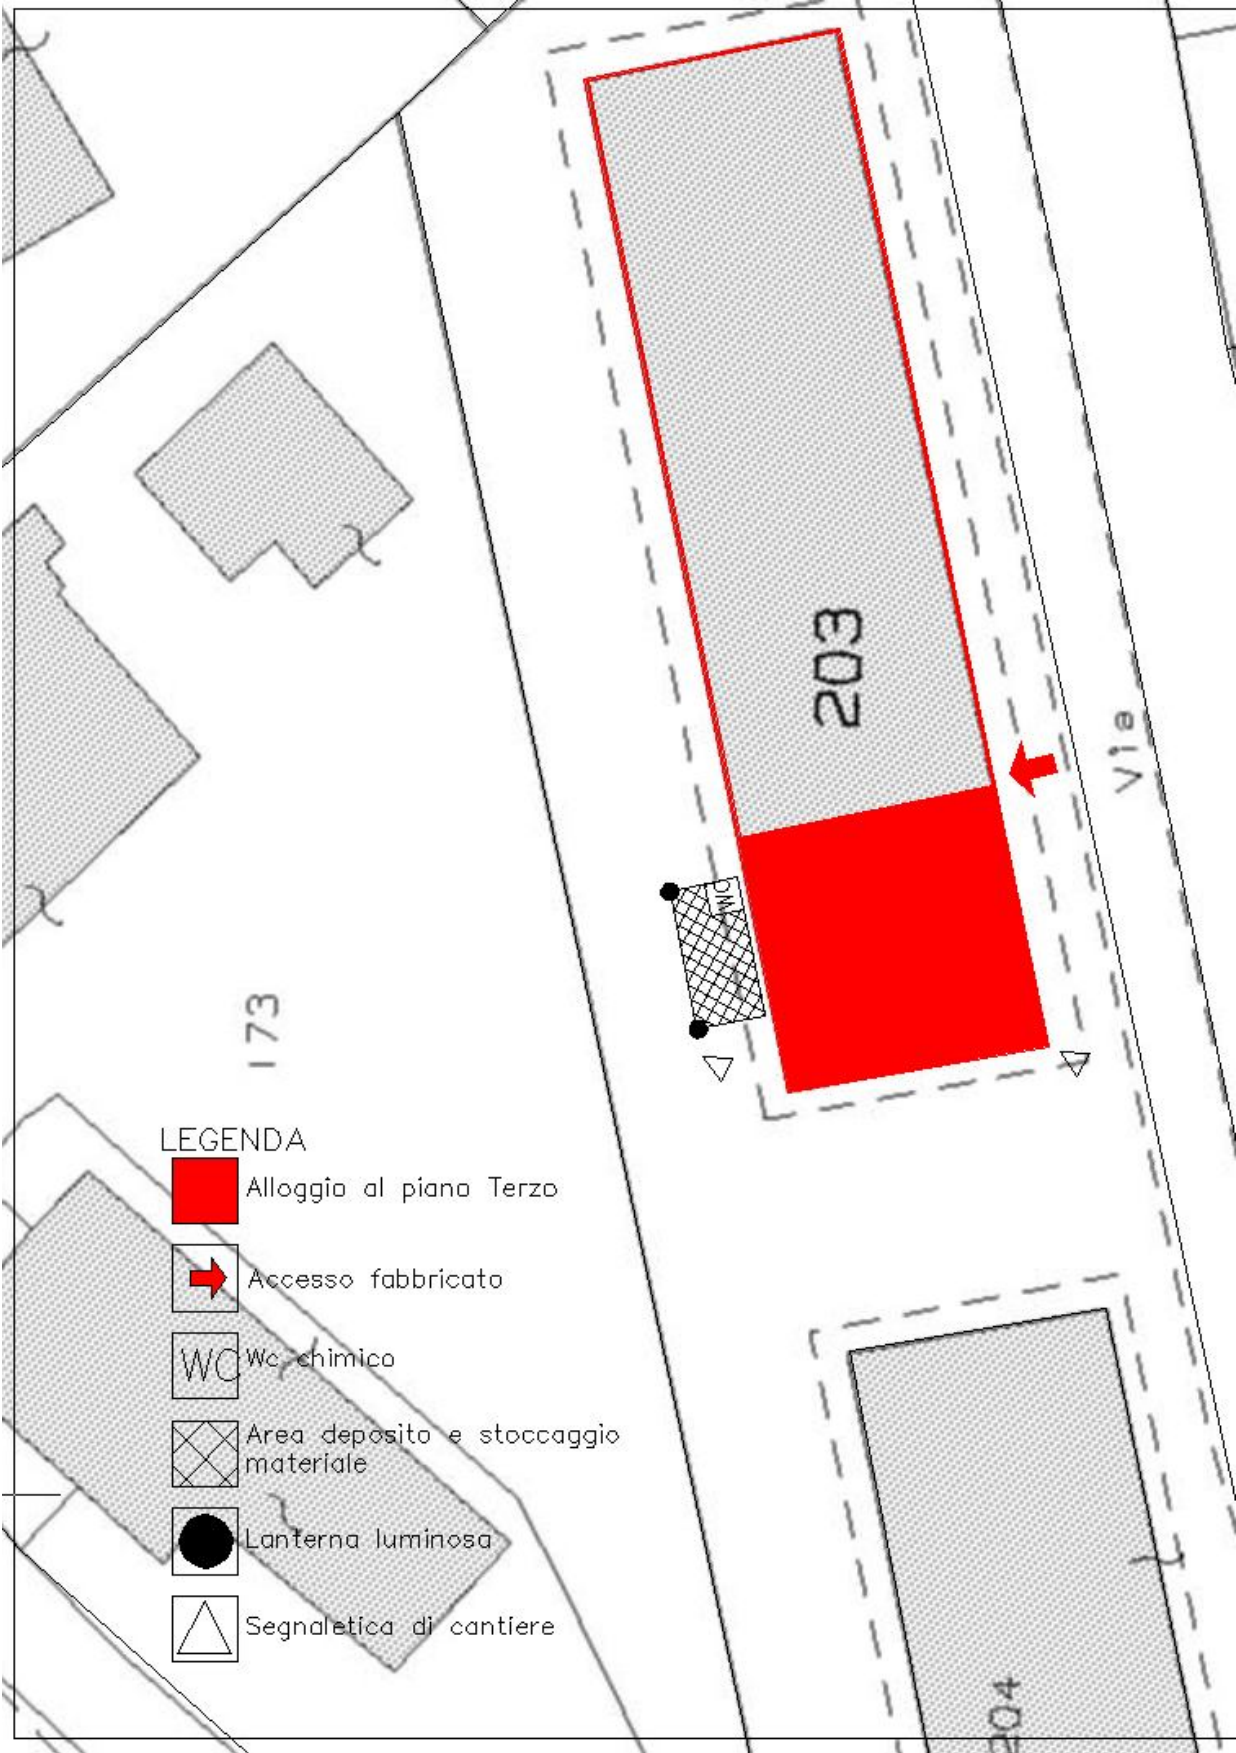 203
Via
WC
173
LEGENDA
Alloggio al piano Terzo
Accesso fabbricato
WC Wc chimico
Area deposito e stoccaggio
materiale
Lanterna luminosa
Segnaletica di cantiere
204